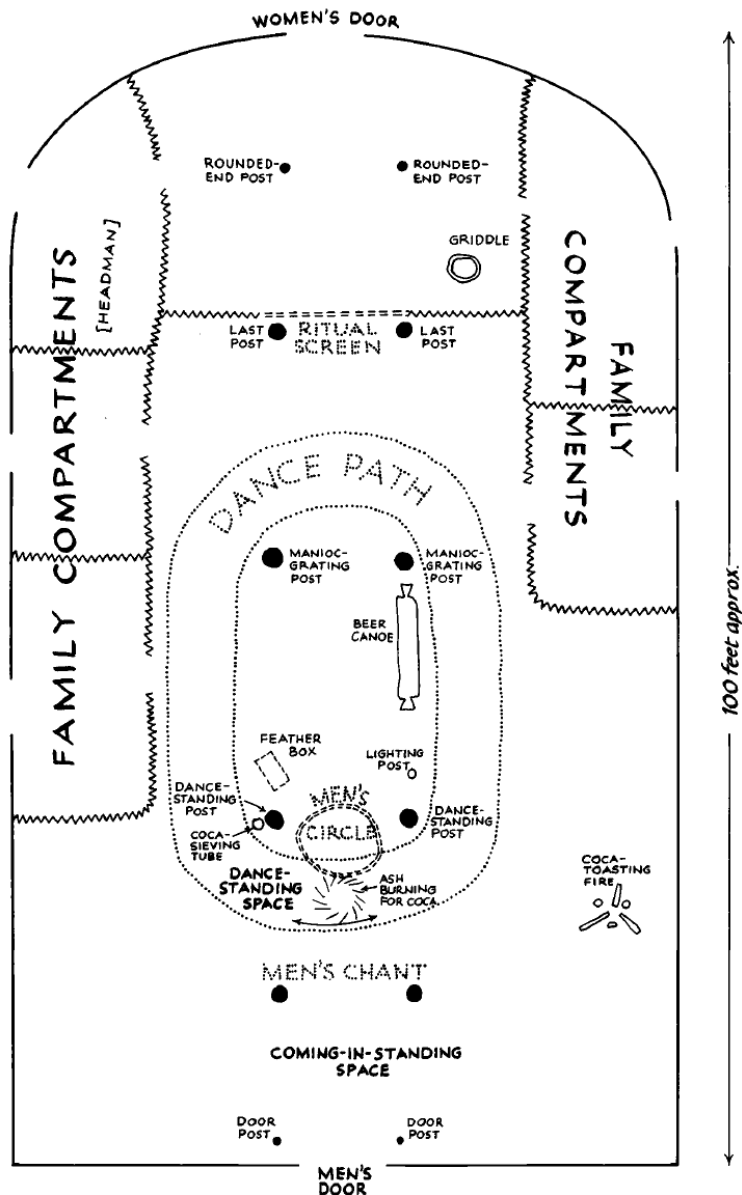 WOMEN'S DOOR
ROUNDED-
END POST
ROUNDED-
END POST
GRIDDLE
[HEADMAN]
FAMILY COMPARTMENTS
FAMILY
COMPARTMENTS
LAST
POST
RITUAL
SCREEN
LAST
POST
DANCE PATH
MANIOC-
GRATING
POST
MANIOC-
GRATING
POST
BEER
CANOE
100 feet approx.
FEATHER
BOX
LIGHTING
POST
DANCE-
STANDING
POST
MEN'S
CIRCLE
DANCE-
STANDING
POST
COCA-
SIEVING
TUBE
DANCE-
STANDING
SPACE
ASH
BURNING
FOR COCA
COCA-
TOASTING
FIRE
MEN'S CHANT
COMING-IN-STANDING
SPACE
DOOR
POST
DOOR
POST
MEN'S
DOOR